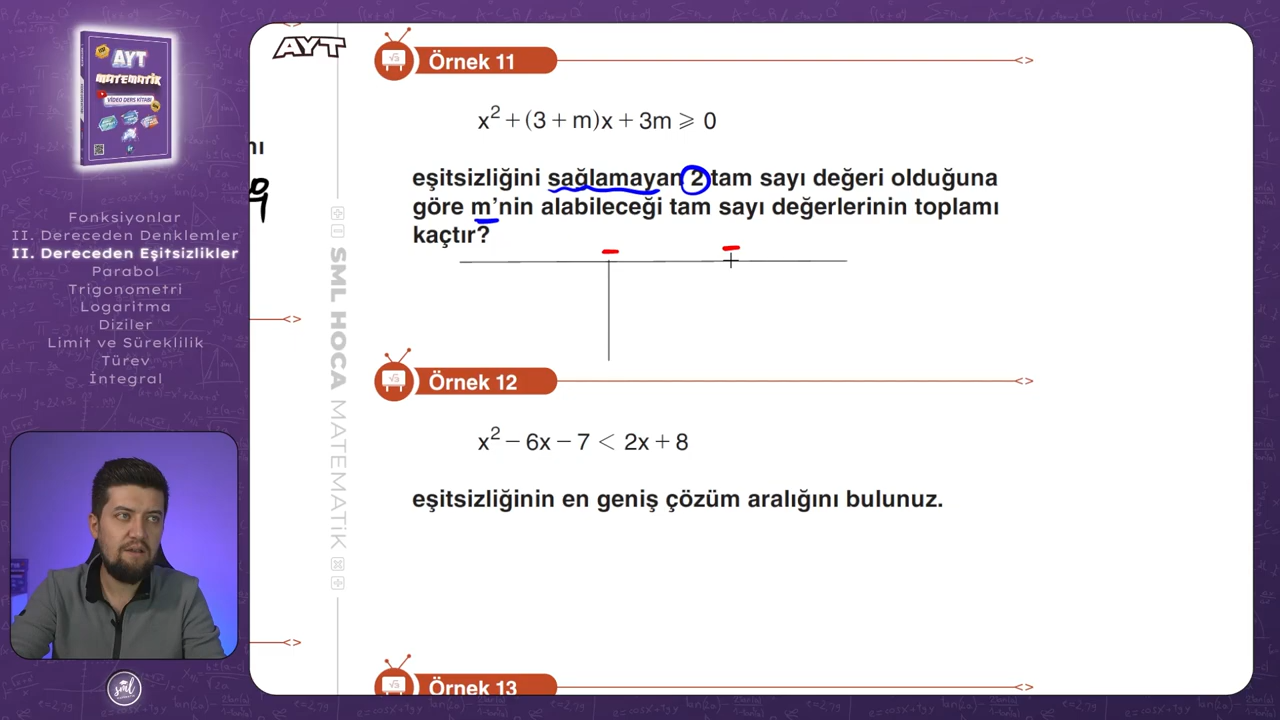 AYT
MATEMATİK
VİDEO DERS KİTABI
Fonksiyonlar
II. Dereceden Denklemler
II. Dereceden Eşitsizlikler
Parabol
Trigonometri
Logaritma
Diziler
Limit ve Süreklilik
Türev
İntegral
sml
AYT
nı
9
SML HOCA MATEMATİK
Örnek 11
x² + (3 + m)x + 3m ⩾ 0
eşitsizliğini sağlamayan 2 tam sayı değeri olduğuna
göre m’nin alabileceği tam sayı değerlerinin toplamı
kaçtır?
Örnek 12
x² – 6x – 7 < 2x + 8
eşitsizliğinin en geniş çözüm aralığını bulunuz.
Örnek 13